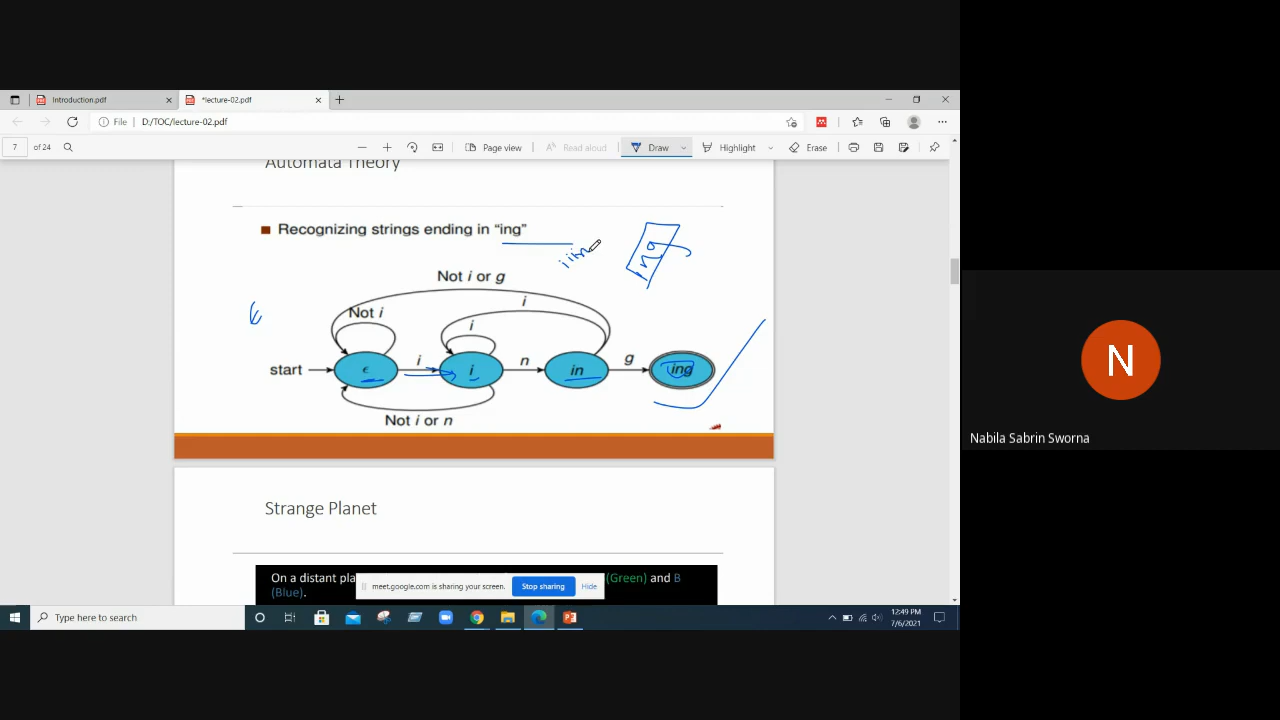 Introduction.pdf
*lecture-02.pdf
File
D:/TOC/lecture-02.pdf
7 of 24
Page view
Read aloud
Draw
Highlight
Erase
Automata Theory
Recognizing strings ending in "ing"
ing
Not i or g
i
Not i
i
start
ϵ
i
i
n
in
g
ing
Not i or n
Strange Planet
On a distant pla
(Green) and B
(Blue).
meet.google.com is sharing your screen.
Stop sharing
Hide
N
Nabila Sabrin Sworna
Type here to search
12:49 PM
7/6/2021